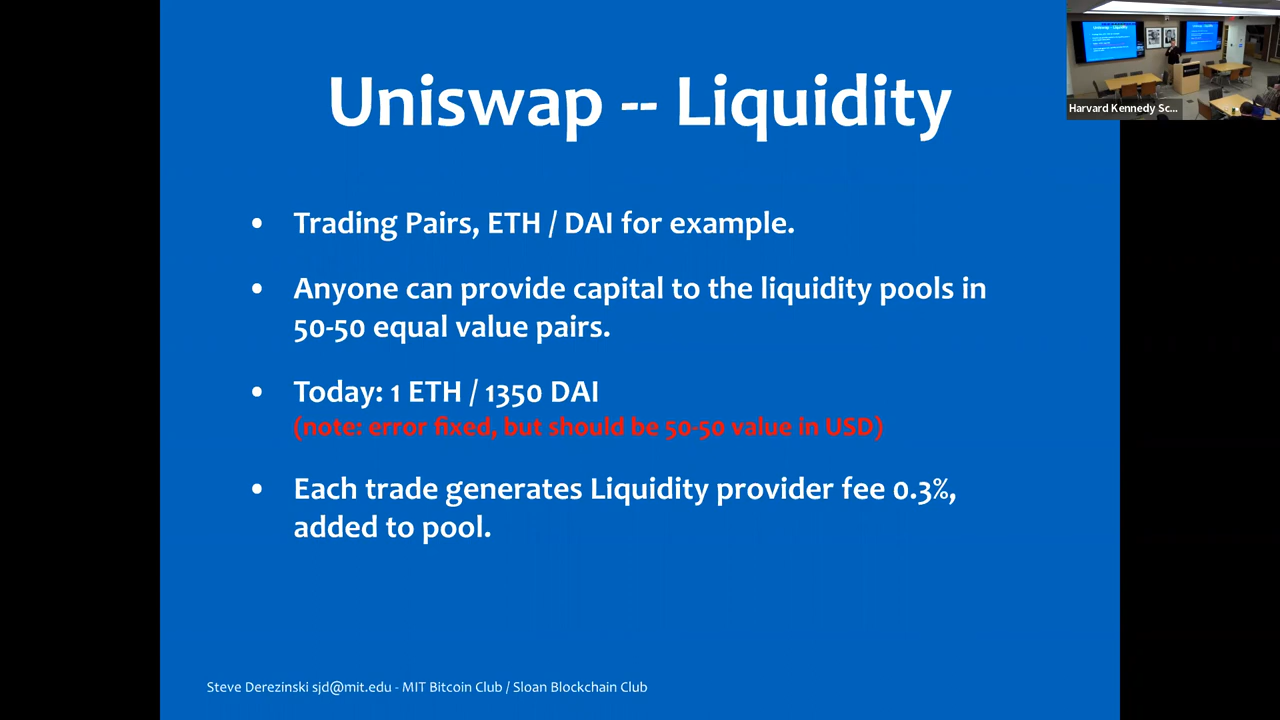 Uniswap -- Liquidity
Harvard Kennedy Sc...
• Trading Pairs, ETH / DAI for example.
• Anyone can provide capital to the liquidity pools in
50-50 equal value pairs.
• Today: 1 ETH / 1350 DAI
(note: error fixed, but should be 50-50 value in USD)
• Each trade generates Liquidity provider fee 0.3%,
added to pool.
Steve Derezinski sjd@mit.edu - MIT Bitcoin Club / Sloan Blockchain Club